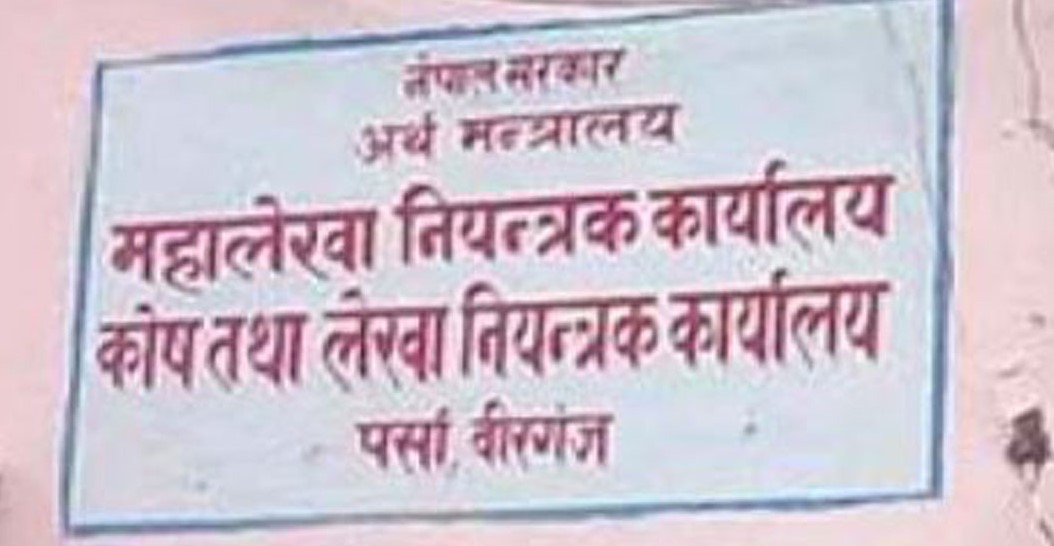 नेपाल सरकार
अर्थ मन्त्रालय
महालेखा नियन्त्रक कार्यालय
कोष तथा लेखा नियन्त्रक कार्यालय
पर्सा, वीरगंज